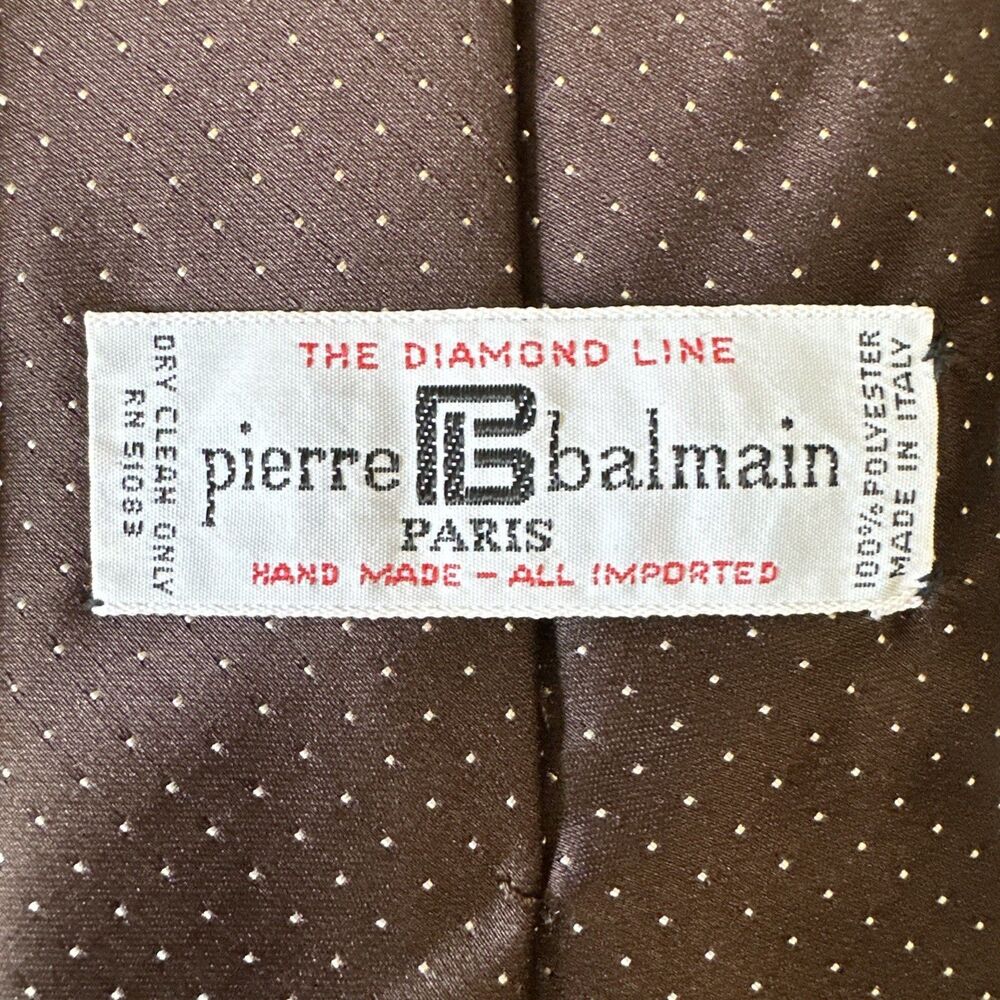 THE DIAMOND LINE
pierre B balmain
PARIS
HAND MADE - ALL IMPORTED
DRY CLEAN ONLY
RN 51083
100% POLYESTER
MADE IN ITALY